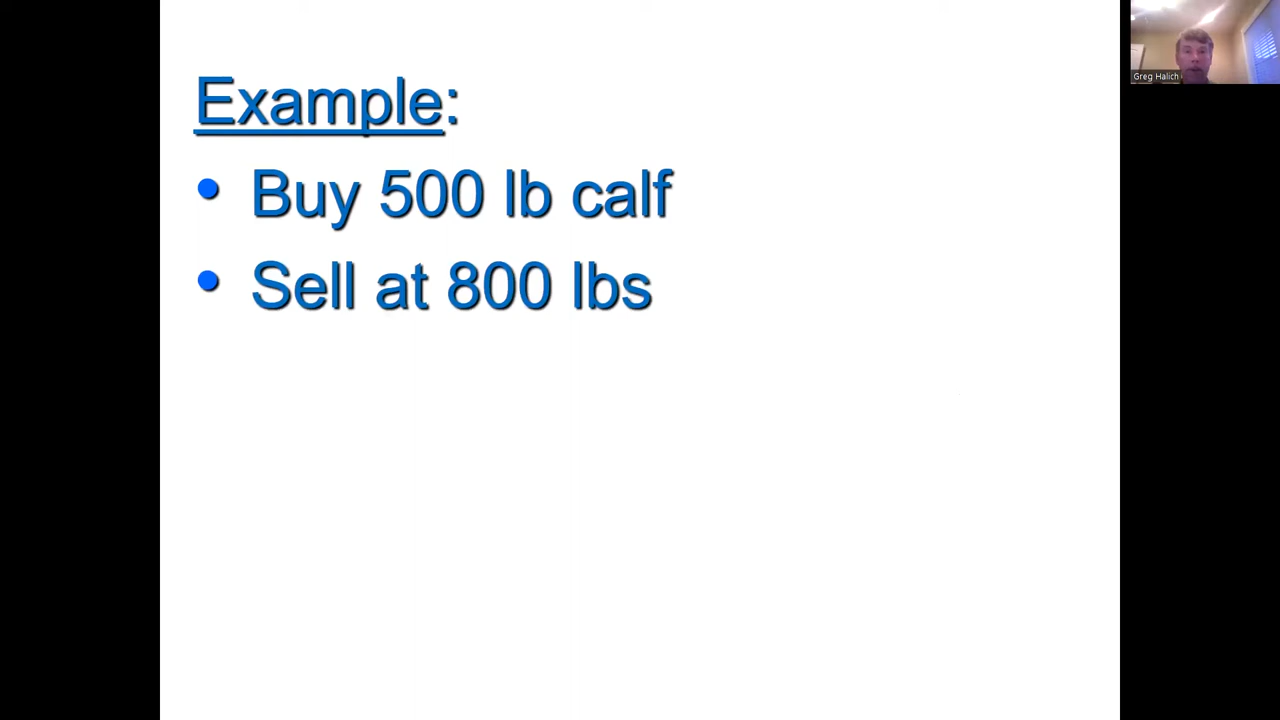 Example:
• Buy 500 lb calf
• Sell at 800 lbs
Greg Halich